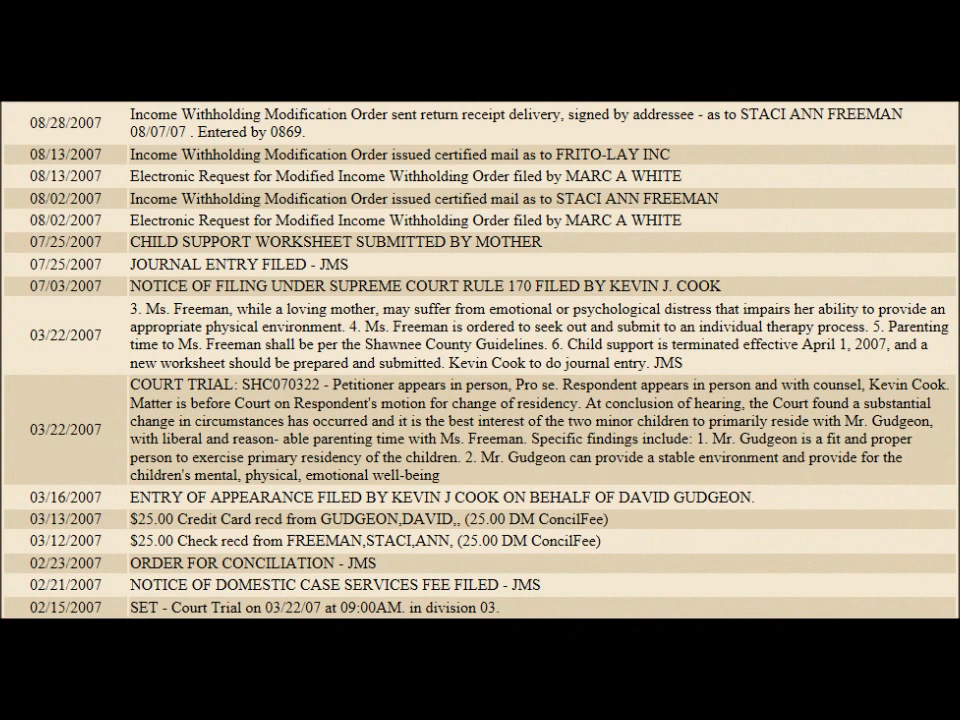 08/28/2007 Income Withholding Modification Order sent return receipt delivery, signed by addressee - as to STACI ANN FREEMAN
08/07/07 . Entered by 0869.
08/13/2007 Income Withholding Modification Order issued certified mail as to FRITO-LAY INC
08/13/2007 Electronic Request for Modified Income Withholding Order filed by MARC A WHITE
08/02/2007 Income Withholding Modification Order issued certified mail as to STACI ANN FREEMAN
08/02/2007 Electronic Request for Modified Income Withholding Order filed by MARC A WHITE
07/25/2007 CHILD SUPPORT WORKSHEET SUBMITTED BY MOTHER
07/25/2007 JOURNAL ENTRY FILED - JMS
07/03/2007 NOTICE OF FILING UNDER SUPREME COURT RULE 170 FILED BY KEVIN J. COOK
03/22/2007 3. Ms. Freeman, while a loving mother, may suffer from emotional or psychological distress that impairs her ability to provide an
appropriate physical environment. 4. Ms. Freeman is ordered to seek out and submit to an individual therapy process. 5. Parenting
time to Ms. Freeman shall be per the Shawnee County Guidelines. 6. Child support is terminated effective April 1, 2007, and a
new worksheet should be prepared and submitted. Kevin Cook to do journal entry. JMS
03/22/2007 COURT TRIAL: SHC070322 - Petitioner appears in person, Pro se. Respondent appears in person and with counsel, Kevin Cook.
Matter is before Court on Respondent's motion for change of residency. At conclusion of hearing, the Court found a substantial
change in circumstances has occurred and it is the best interest of the two minor children to primarily reside with Mr. Gudgeon,
with liberal and reason- able parenting time with Ms. Freeman. Specific findings include: 1. Mr. Gudgeon is a fit and proper
person to exercise primary residency of the children. 2. Mr. Gudgeon can provide a stable environment and provide for the
children's mental, physical, emotional well-being
03/16/2007 ENTRY OF APPEARANCE FILED BY KEVIN J COOK ON BEHALF OF DAVID GUDGEON.
03/13/2007 $25.00 Credit Card recd from GUDGEON,DAVID,, (25.00 DM ConcilFee)
03/12/2007 $25.00 Check recd from FREEMAN,STACI,ANN, (25.00 DM ConcilFee)
02/23/2007 ORDER FOR CONCILIATION - JMS
02/21/2007 NOTICE OF DOMESTIC CASE SERVICES FEE FILED - JMS
02/15/2007 SET - Court Trial on 03/22/07 at 09:00AM. in division 03.